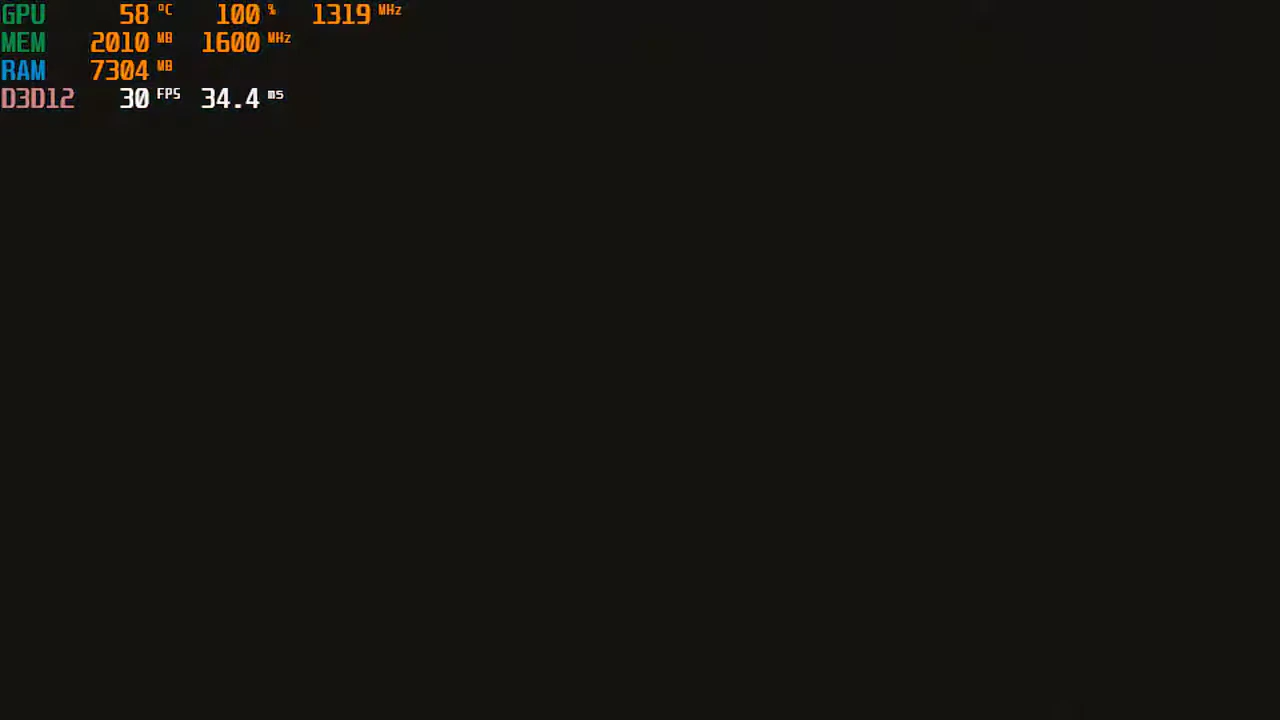 GPU 58 °C 100 % 1319 MHz
MEM 2010 MB 1600 MHz
RAM 7304 MB
D3D12 30 FPS 34.4 ms